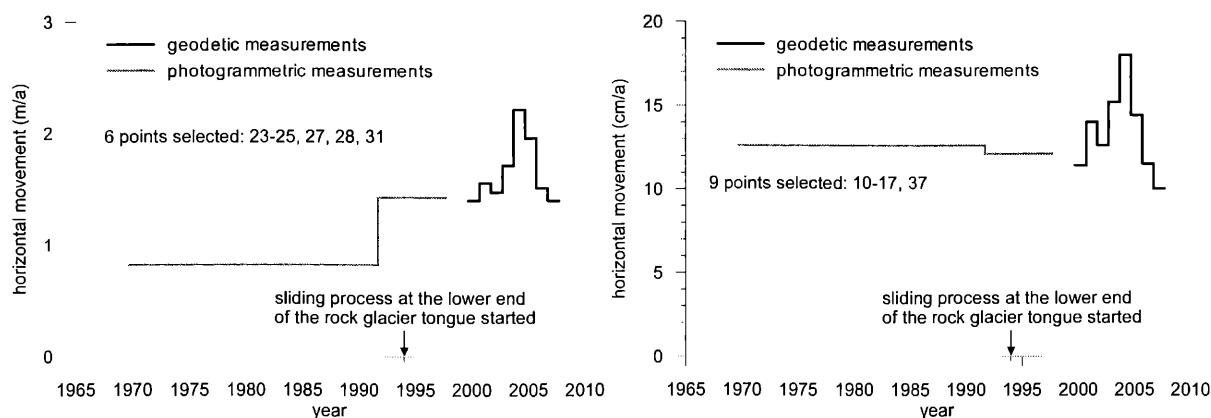 3
2
1
0
horizontal movement (m/a)
geodetic measurements
photogrammetric measurements
6 points selected: 23-25, 27, 28, 31
sliding process at the lower end
of the rock glacier tongue started
1965 1970 1975 1980 1985 1990 1995 2000 2005 2010
year
20
15
10
5
0
horizontal movement (cm/a)
geodetic measurements
photogrammetric measurements
9 points selected: 10-17, 37
sliding process at the lower end
of the rock glacier tongue started
1965 1970 1975 1980 1985 1990 1995 2000 2005 2010
year